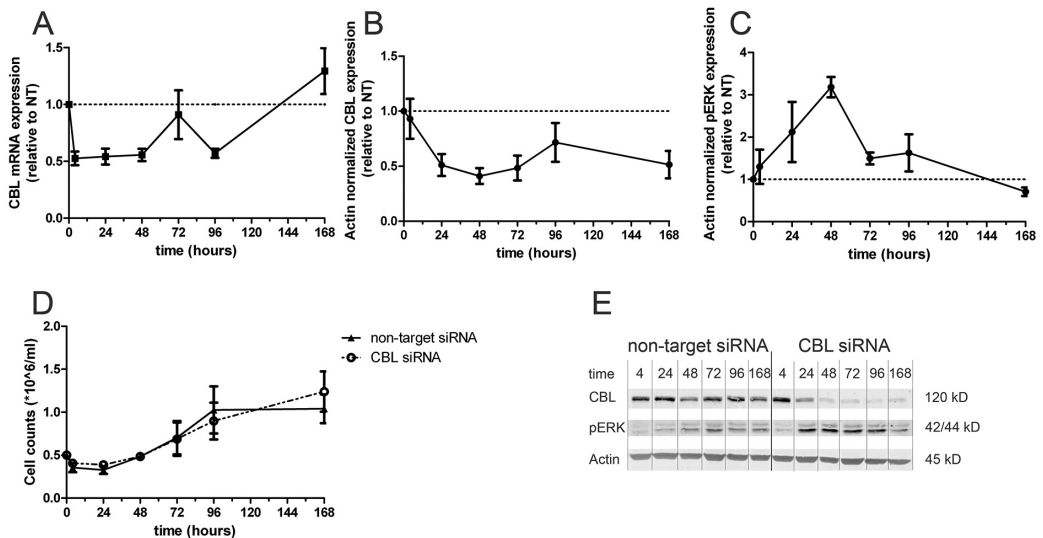 A
CBL mRNA expression
(relative to NT)
1.5
1.0
0.5
0.0
0 24 48 72 96 120 144 168
time (hours)
B
Actin normalized CBL expression
(relative to NT)
1.5
1.0
0.5
0.0
0 24 48 72 96 120 144 168
time (hours)
C
Actin normalized pERK expression
(relative to NT)
4
3
2
1
0
0 24 48 72 96 120 144 168
time (hours)
D
Cell counts (*10^6/ml)
2.0
1.5
1.0
0.5
0.0
0 24 48 72 96 120 144 168
time (hours)
non-target siRNA
CBL siRNA
E
non-target siRNA CBL siRNA
time 4 24 48 72 96 168 4 24 48 72 96 168
CBL 120 kD
pERK 42/44 kD
Actin 45 kD